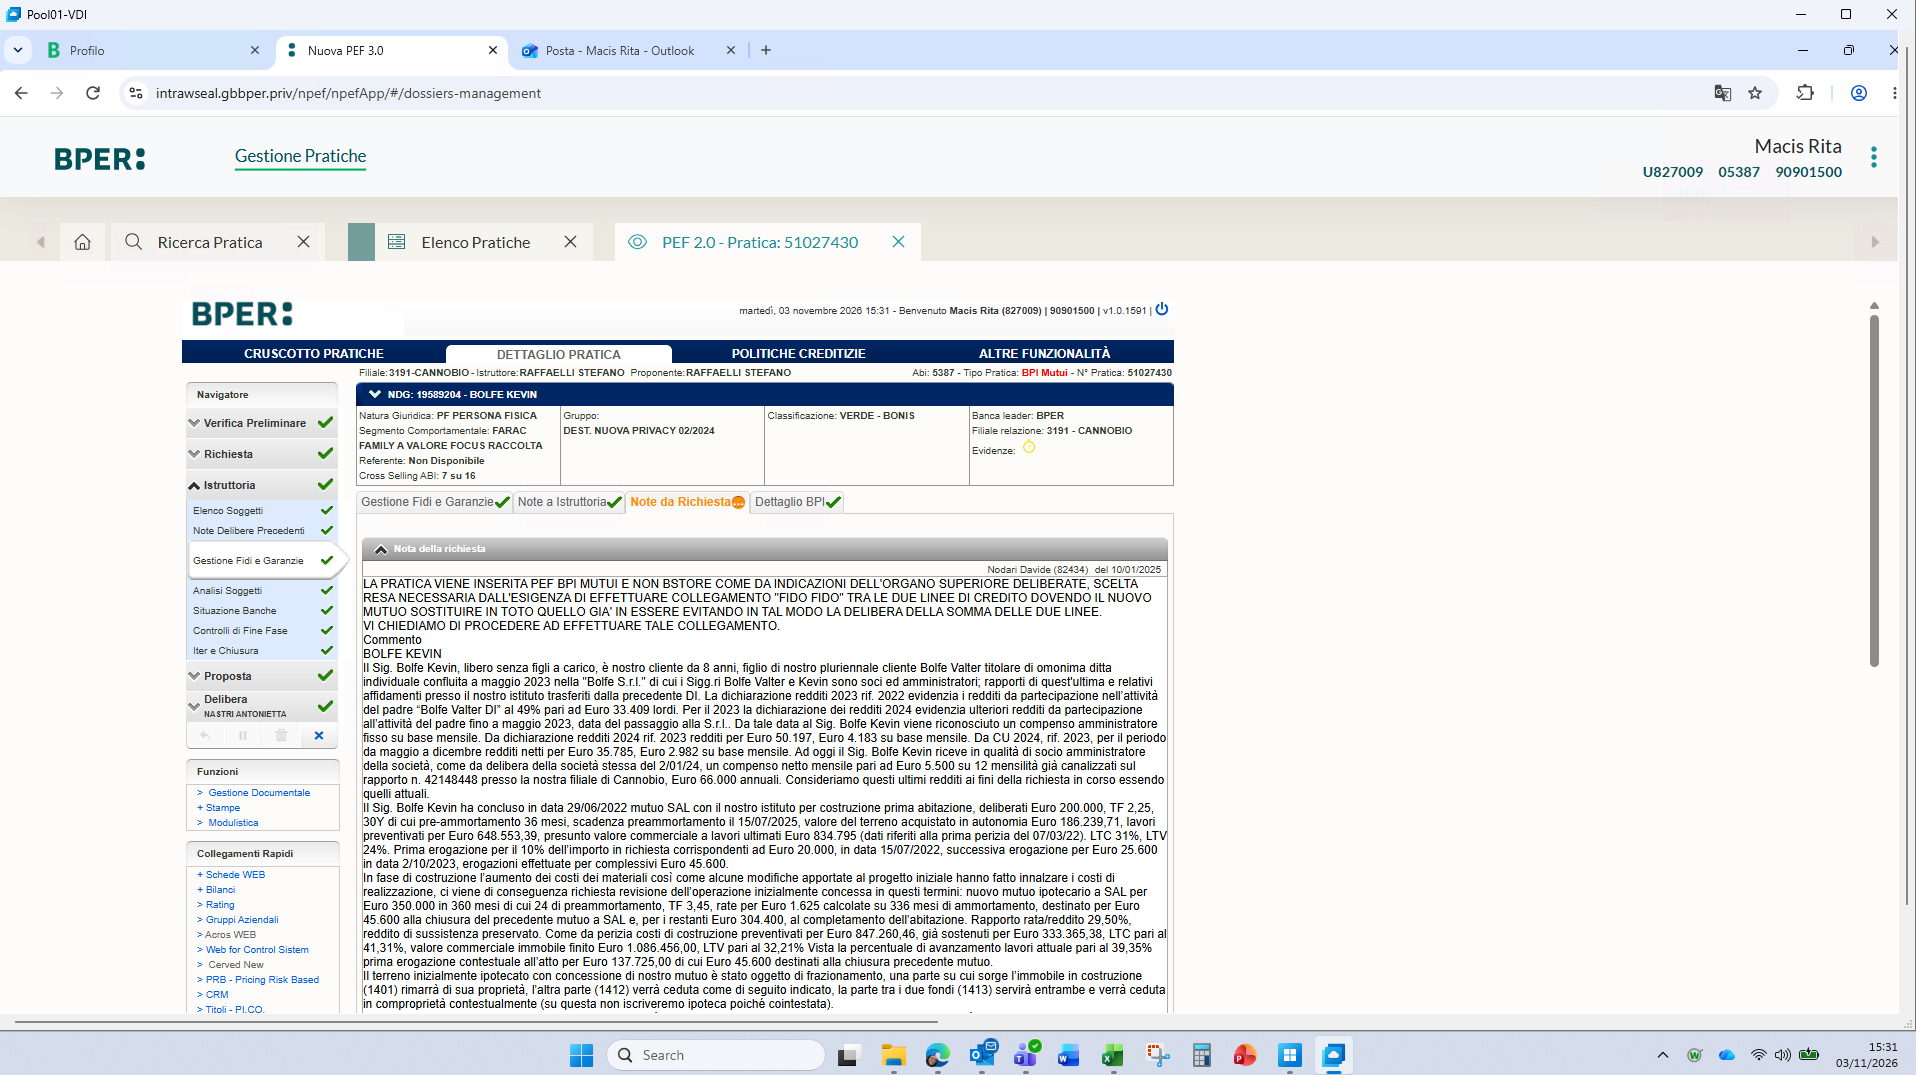 Pool01-VDI
Profilo
Nuova PEF 3.0
Posta - Macis Rita - Outlook
intrawseal.gbbper.priv/npef/npefApp/#/dossiers-management
BPER:
Gestione Pratiche
Macis Rita
U827009 05387 90901500
Ricerca Pratica
Elenco Pratiche
PEF 2.0 - Pratica: 51027430
BPER:
martedì, 03 novembre 2026 15:31 - Benvenuto Macis Rita (827009) | 90901500 | v1.0.1591 |
CRUSCOTTO PRATICHE
DETTAGLIO PRATICA
POLITICHE CREDITIZIE
ALTRE FUNZIONALITÀ
Filiale: 3191-CANNOBIO - Istruttore: RAFFAELLI STEFANO Proponente: RAFFAELLI STEFANO
Abi: 5387 - Tipo Pratica: BPI Mutui - N° Pratica: 51027430
Navigatore
Verifica Preliminare
Richiesta
Istruttoria
Elenco Soggetti
Note Delibere Precedenti
Gestione Fidi e Garanzie
Analisi Soggetti
Situazione Banche
Controlli di Fine Fase
Iter e Chiusura
Proposta
Delibera
NASTRI ANTONIETTA
Funzioni
> Gestione Documentale
+ Stampe
> Modulistica
Collegamenti Rapidi
+ Schede WEB
+ Bilanci
> Rating
> Gruppi Aziendali
> Acros WEB
> Web for Control Sistem
> Cerved New
> PRB - Pricing Risk Based
> CRM
> Titoli - PI.CO.
NDG: 19589204 - BOLFE KEVIN
Natura Giuridica: PF PERSONA FISICA
Segmento Comportamentale: FARAC
FAMILY A VALORE FOCUS RACCOLTA
Referente: Non Disponibile
Cross Selling ABI: 7 su 16
Gruppo:
DEST. NUOVA PRIVACY 02/2024
Classificazione: VERDE - BONIS
Banca leader: BPER
Filiale relazione: 3191 - CANNOBIO
Evidenze:
Gestione Fidi e Garanzie
Note a Istruttoria
Note da Richiesta
Dettaglio BPI
Nota della richiesta
Nodari Davide (82434) del 10/01/2025
LA PRATICA VIENE INSERITA PEF BPI MUTUI E NON BSTORE COME DA INDICAZIONI DELL'ORGANO SUPERIORE DELIBERATE, SCELTA
RESA NECESSARIA DALL'ESIGENZA DI EFFETTUARE COLLEGAMENTO "FIDO FIDO" TRA LE DUE LINEE DI CREDITO DOVENDO IL NUOVO
MUTUO SOSTITUIRE IN TOTO QUELLO GIA' IN ESSERE EVITANDO IN TAL MODO LA DELIBERA DELLA SOMMA DELLE DUE LINEE.
VI CHIEDIAMO DI PROCEDERE AD EFFETTUARE TALE COLLEGAMENTO.
Commento
BOLFE KEVIN
Il Sig. Bolfe Kevin, libero senza figli a carico, è nostro cliente da 8 anni, figlio di nostro pluriennale cliente Bolfe Valter titolare di omonima ditta
individuale confluita a maggio 2023 nella "Bolfe S.r.l." di cui i Sigg.ri Bolfe Valter e Kevin sono soci ed amministratori; rapporti di quest'ultima e relativi
affidamenti presso il nostro istituto trasferiti dalla precedente DI. La dichiarazione redditi 2023 rif. 2022 evidenzia i redditi da partecipazione nell'attività
del padre “Bolfe Valter DI” al 49% pari ad Euro 33.409 lordi. Per il 2023 la dichiarazione dei redditi 2024 evidenzia ulteriori redditi da partecipazione
all'attività del padre fino a maggio 2023, data del passaggio alla S.r.l.. Da tale data al Sig. Bolfe Kevin viene riconosciuto un compenso amministratore
fisso su base mensile. Da dichiarazione redditi 2024 rif. 2023 redditi per Euro 50.197, Euro 4.183 su base mensile. Da CU 2024, rif. 2023, per il periodo
da maggio a dicembre redditi netti per Euro 35.785, Euro 2.982 su base mensile. Ad oggi il Sig. Bolfe Kevin riceve in qualità di socio amministratore
della società, come da delibera della società stessa del 2/01/24, un compenso netto mensile pari ad Euro 5.500 su 12 mensilità già canalizzati sul
rapporto n. 42148448 presso la nostra filiale di Cannobio, Euro 66.000 annuali. Consideriamo questi ultimi redditi ai fini della richiesta in corso essendo
quelli attuali.
Il Sig. Bolfe Kevin ha concluso in data 29/06/2022 mutuo SAL con il nostro istituto per costruzione prima abitazione, deliberati Euro 200.000, TF 2,25,
30Y di cui pre-ammortamento 36 mesi, scadenza preammortamento il 15/07/2025, valore del terreno acquistato in autonomia Euro 186.239,71, lavori
preventivati per Euro 648.553,39, presunto valore commerciale a lavori ultimati Euro 834.795 (dati riferiti alla prima perizia del 07/03/22). LTC 31%, LTV
24%. Prima erogazione per il 10% dell'importo in richiesta corrispondenti ad Euro 20.000, in data 15/07/2022, successiva erogazione per Euro 25.600
in data 2/10/2023, erogazioni effettuate per complessivi Euro 45.600.
In fase di costruzione l'aumento dei costi dei materiali così come alcune modifiche apportate al progetto iniziale hanno fatto innalzare i costi di
realizzazione, ci viene di conseguenza richiesta revisione dell'operazione inizialmente concessa in questi termini: nuovo mutuo ipotecario a SAL per
Euro 350.000 in 360 mesi di cui 24 di preammortamento, TF 3,45, rate per Euro 1.625 calcolate su 336 mesi di ammortamento, destinato per Euro
45.600 alla chiusura del precedente mutuo a SAL e, per i restanti Euro 304.400, al completamento dell'abitazione. Rapporto rata/reddito 29,50%,
reddito di sussistenza preservato. Come da perizia costi di costruzione preventivati per Euro 847.260,46, già sostenuti per Euro 333.365,38, LTC pari al
41,31%, valore commerciale immobile finito Euro 1.086.456,00, LTV pari al 32,21% Vista la percentuale di avanzamento lavori attuale pari al 39,35%
prima erogazione contestuale all'atto per Euro 137.725,00 di cui Euro 45.600 destinati alla chiusura precedente mutuo.
Il terreno inizialmente ipotecato con concessione di nostro mutuo è stato oggetto di frazionamento, una parte su cui sorge l'immobile in costruzione
(1401) rimarrà di sua proprietà, l'altra parte (1412) verrà ceduta come di seguito indicato, la parte tra i due fondi (1413) servirà entrambe e verrà ceduta
in comproprietà contestualmente (su questa non iscriveremo ipoteca poiché cointestata).
Search
15:31
03/11/2026